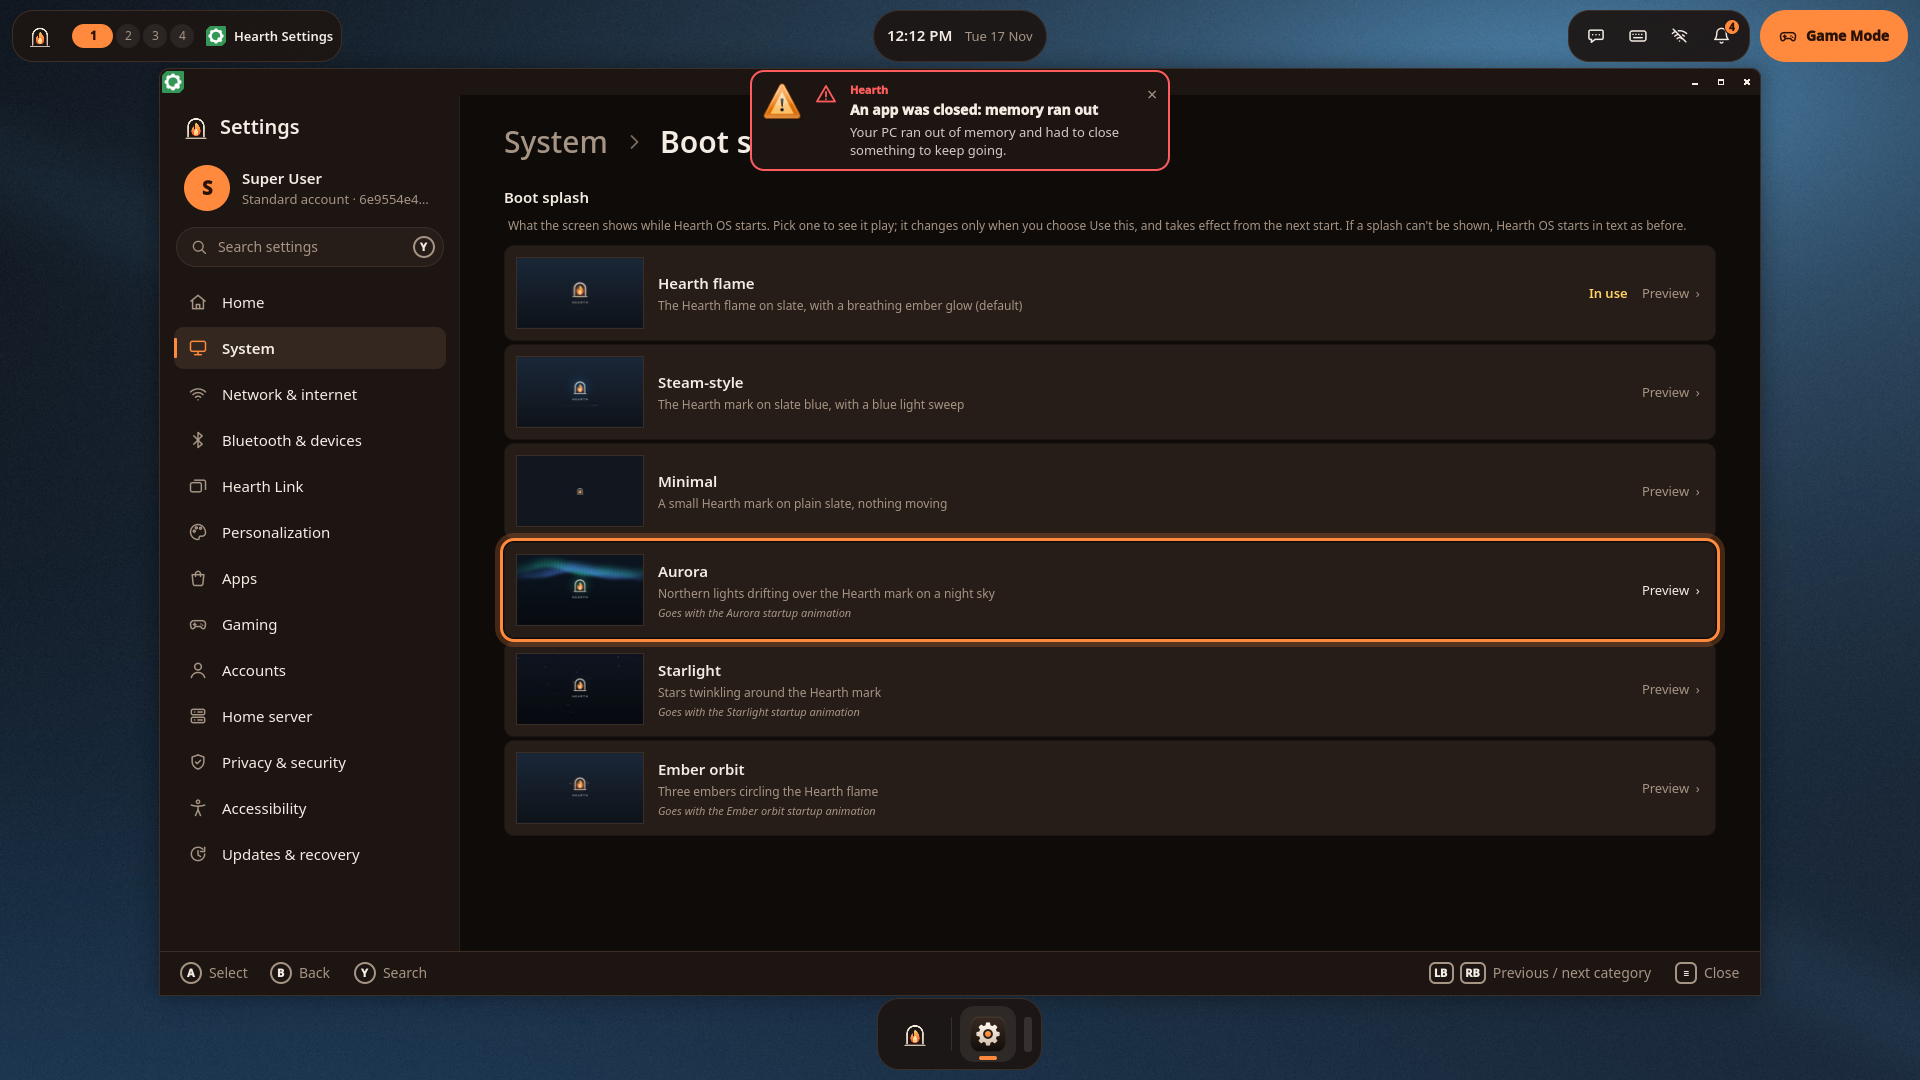 1 2 3 4 Hearth Settings
12:12 PM Tue 17 Nov
4
Game Mode
Hearth
An app was closed: memory ran out
Your PC ran out of memory and had to close
something to keep going.
Settings
Super User
Standard account · 6e9554e4...
Search settings Y
Home
System
Network & internet
Bluetooth & devices
Hearth Link
Personalization
Apps
Gaming
Accounts
Home server
Privacy & security
Accessibility
Updates & recovery
System > Boot s
Boot splash
What the screen shows while Hearth OS starts. Pick one to see it play; it changes only when you choose Use this, and takes effect from the next start. If a splash can't be shown, Hearth OS starts in text as before.
Hearth flame
The Hearth flame on slate, with a breathing ember glow (default)
In use Preview ›
Steam-style
The Hearth mark on slate blue, with a blue light sweep
Preview ›
Minimal
A small Hearth mark on plain slate, nothing moving
Preview ›
Aurora
Northern lights drifting over the Hearth mark on a night sky
Goes with the Aurora startup animation
Preview ›
Starlight
Stars twinkling around the Hearth mark
Goes with the Starlight startup animation
Preview ›
Ember orbit
Three embers circling the Hearth flame
Goes with the Ember orbit startup animation
Preview ›
A Select B Back Y Search
LB RB Previous / next category ≡ Close